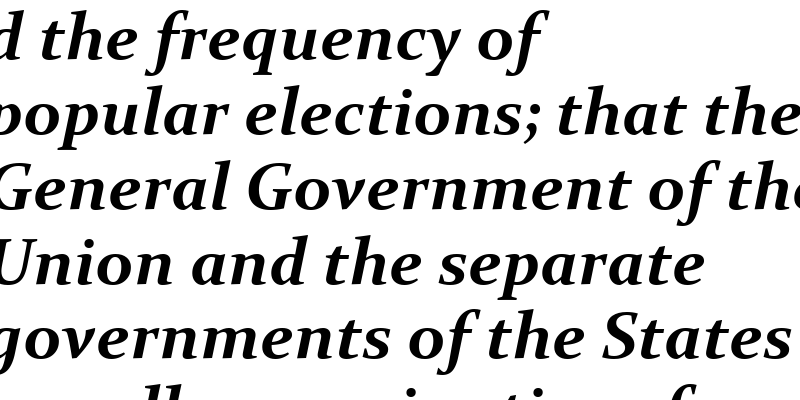 d the frequency of
popular elections; that the
General Government of the
Union and the separate
governments of the States